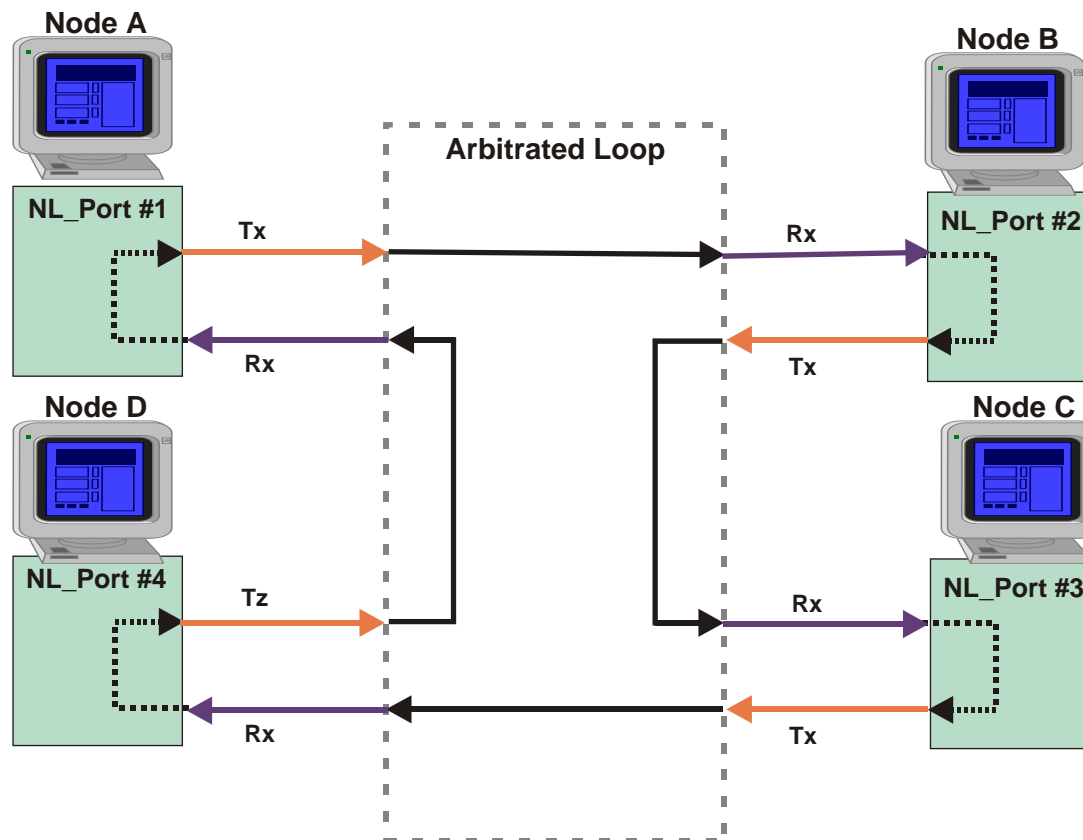 Node A
Node B
Arbitrated Loop
NL_Port #1
NL_Port #2
Tx
Rx
Rx
Tx
Node D
Node C
NL_Port #4
NL_Port #3
Tz
Rx
Rx
Tx